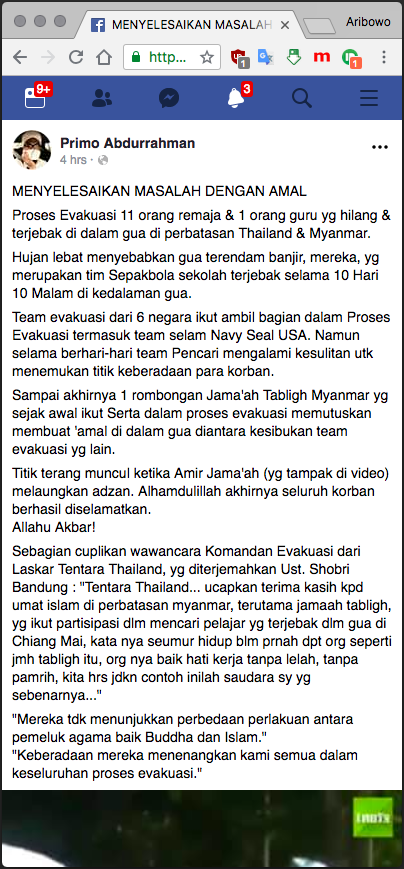 MENYELESAIKAN MASALAH
Aribowo
http...
1
1
9+
3
Primo Abdurrahman
4 hrs ·
MENYELESAIKAN MASALAH DENGAN AMAL
Proses Evakuasi 11 orang remaja & 1 orang guru yg hilang &
terjebak di dalam gua di perbatasan Thailand & Myanmar.
Hujan lebat menyebabkan gua terendam banjir, mereka, yg
merupakan tim Sepakbola sekolah terjebak selama 10 Hari
10 Malam di kedalaman gua.
Team evakuasi dari 6 negara ikut ambil bagian dalam Proses
Evakuasi termasuk team selam Navy Seal USA. Namun
selama berhari-hari team Pencari mengalami kesulitan utk
menemukan titik keberadaan para korban.
Sampai akhirnya 1 rombongan Jama'ah Tabligh Myanmar yg
sejak awal ikut Serta dalam proses evakuasi memutuskan
membuat 'amal di dalam gua diantara kesibukan team
evakuasi yg lain.
Titik terang muncul ketika Amir Jama'ah (yg tampak di video)
melaungkan adzan. Alhamdulillah akhirnya seluruh korban
berhasil diselamatkan.
Allahu Akbar!
Sebagian cuplikan wawancara Komandan Evakuasi dari
Laskar Tentara Thailand, yg diterjemahkan Ust. Shobri
Bandung : "Tentara Thailand... ucapkan terima kasih kpd
umat islam di perbatasan myanmar, terutama jamaah tabligh,
yg ikut partisipasi dlm mencari pelajar yg terjebak dlm gua di
Chiang Mai, kata nya seumur hidup blm prnah dpt org seperti
jmh tabligh itu, org nya baik hati kerja tanpa lelah, tanpa
pamrih, kita hrs jdkn contoh inilah saudara sy yg
sebenarnya..."
"Mereka tdk menunjukkan perbedaan perlakuan antara
pemeluk agama baik Buddha dan Islam."
"Keberadaan mereka menenangkan kami semua dalam
keseluruhan proses evakuasi."